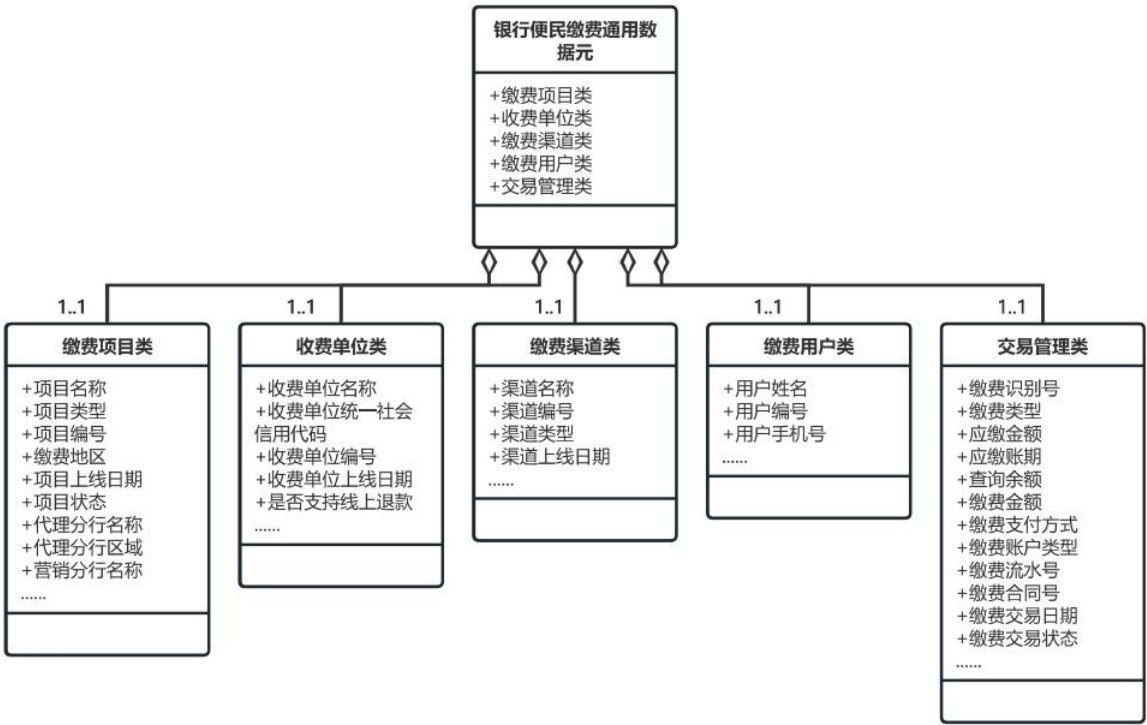 银行便民缴费通用数
据元
+缴费项目类
+收费单位类
+缴费渠道类
+缴费用户类
+交易管理类
1..1
1..1
1..1
1..1
1..1
缴费项目类
+项目名称
+项目类型
+项目编号
+缴费地区
+项目上线日期
+项目状态
+代理分行名称
+代理分行区域
+营销分行名称
......
收费单位类
+收费单位名称
+收费单位统一社会
信用代码
+收费单位编号
+收费单位上线日期
+是否支持线上退款
......
缴费渠道类
+渠道名称
+渠道编号
+渠道类型
+渠道上线日期
......
缴费用户类
+用户姓名
+用户编号
+用户手机号
......
交易管理类
+缴费识别号
+缴费类型
+应缴金额
+应缴账期
+查询余额
+缴费金额
+缴费支付方式
+缴费账户类型
+缴费流水号
+缴费合同号
+缴费交易日期
+缴费交易状态
......